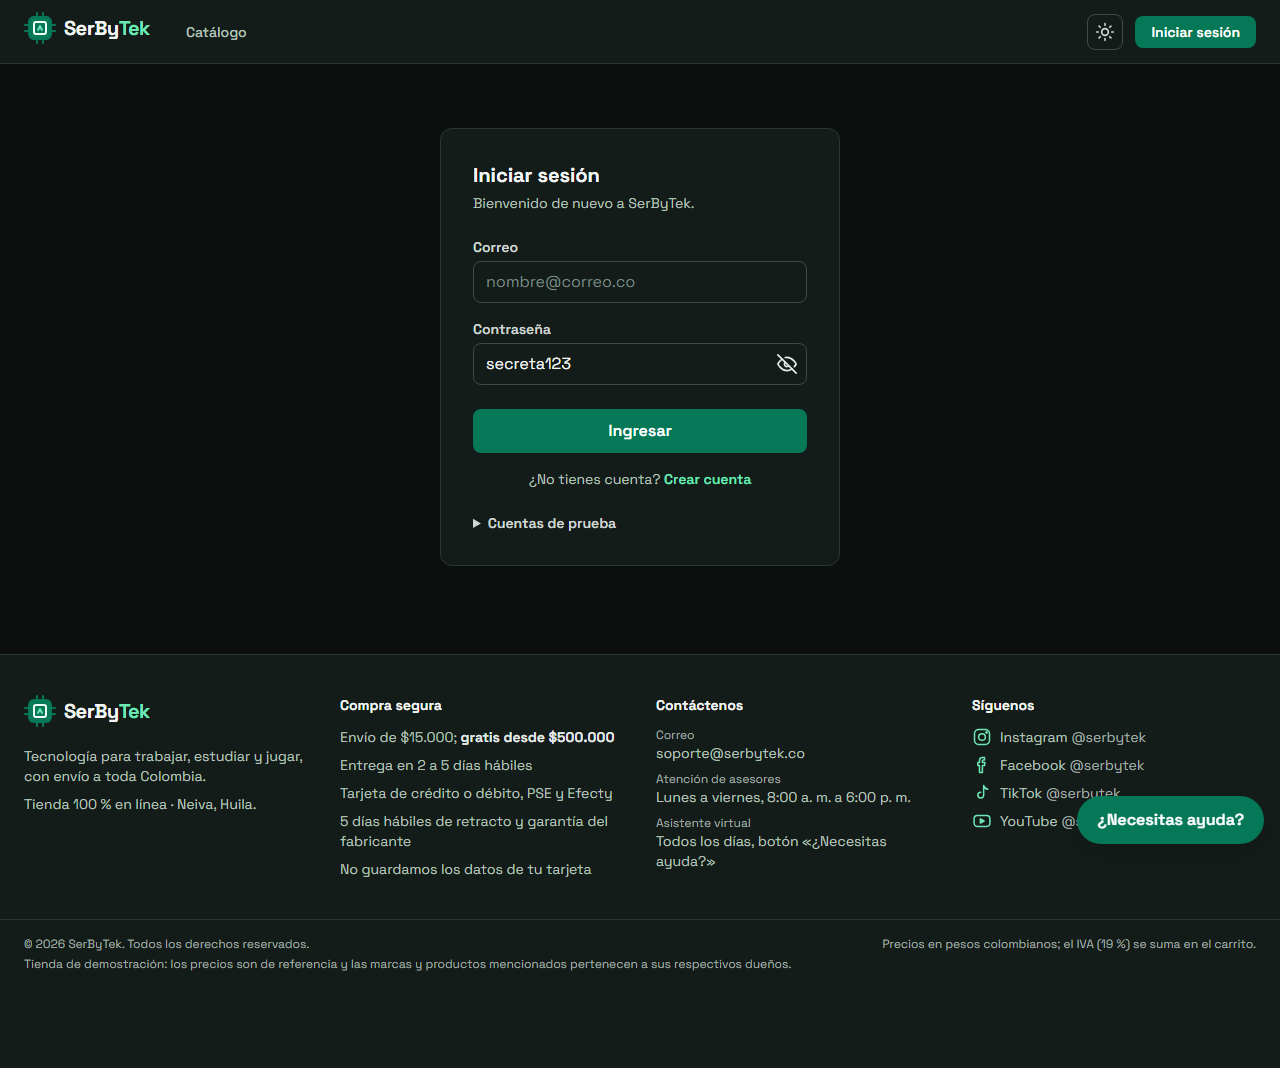 SerByTek
Catálogo
Iniciar sesión
Iniciar sesión
Bienvenido de nuevo a SerByTek.
Correo
nombre@correo.co
Contraseña
secreta123
Ingresar
¿No tienes cuenta? Crear cuenta
Cuentas de prueba
SerByTek
Tecnología para trabajar, estudiar y jugar,
con envío a toda Colombia.
Tienda 100 % en línea · Neiva, Huila.
Compra segura
Envío de $15.000; gratis desde $500.000
Entrega en 2 a 5 días hábiles
Tarjeta de crédito o débito, PSE y Efecty
5 días hábiles de retracto y garantía del
fabricante
No guardamos los datos de tu tarjeta
Contáctenos
Correo
soporte@serbytek.co
Atención de asesores
Lunes a viernes, 8:00 a. m. a 6:00 p. m.
Asistente virtual
Todos los días, botón «¿Necesitas
ayuda?»
Síguenos
Instagram @serbytek
Facebook @serbytek
TikTok @serbytek
YouTube
¿Necesitas ayuda?
© 2026 SerByTek. Todos los derechos reservados.
Precios en pesos colombianos; el IVA (19 %) se suma en el carrito.
Tienda de demostración: los precios son de referencia y las marcas y productos mencionados pertenecen a sus respectivos dueños.